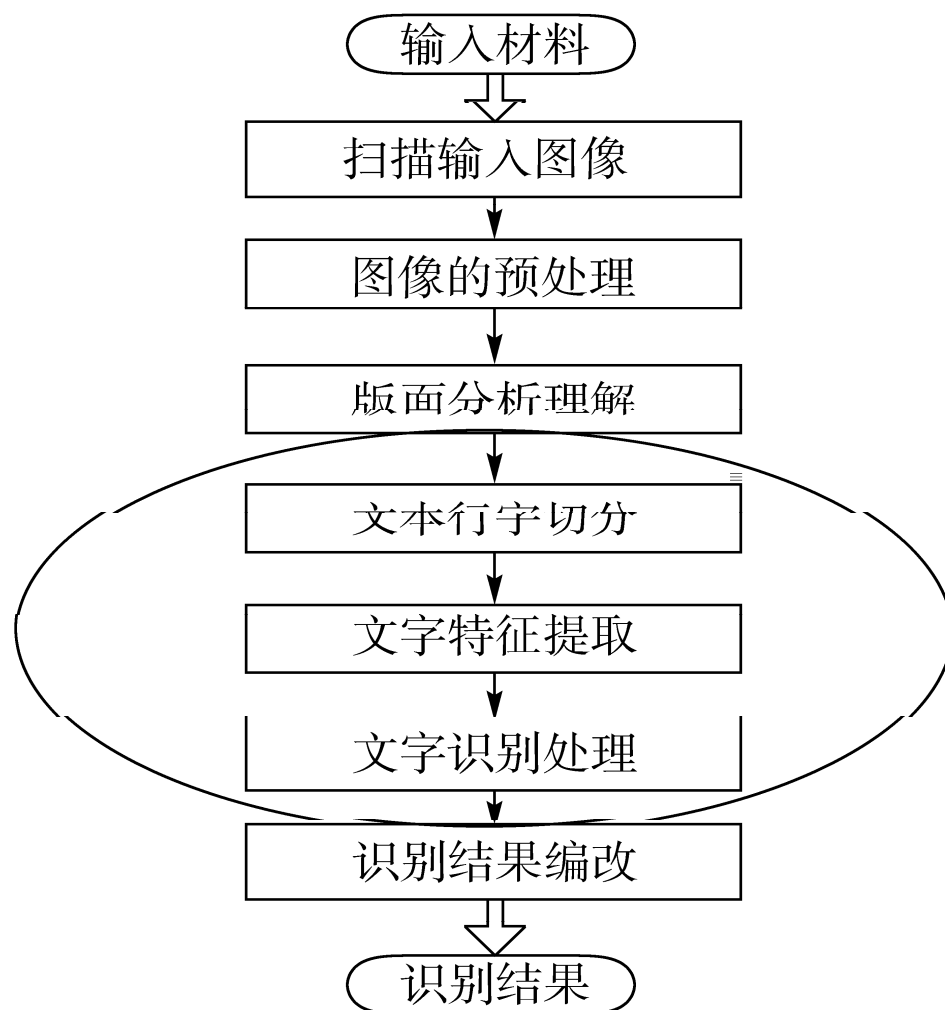 输入材料
扫描输入图像
图像的预处理
版面分析理解
文本行字切分
文字特征提取
文字识别处理
识别结果编改
识别结果